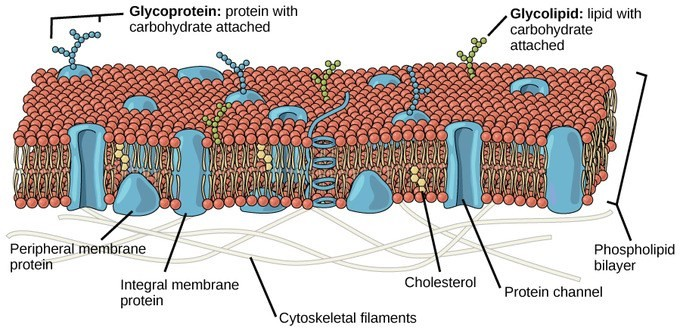 Glycoprotein: protein with
carbohydrate attached
Glycolipid: lipid with
carbohydrate
attached
Peripheral membrane
protein
Integral membrane
protein
Cytoskeletal filaments
Cholesterol
Protein channel
Phospholipid
bilayer